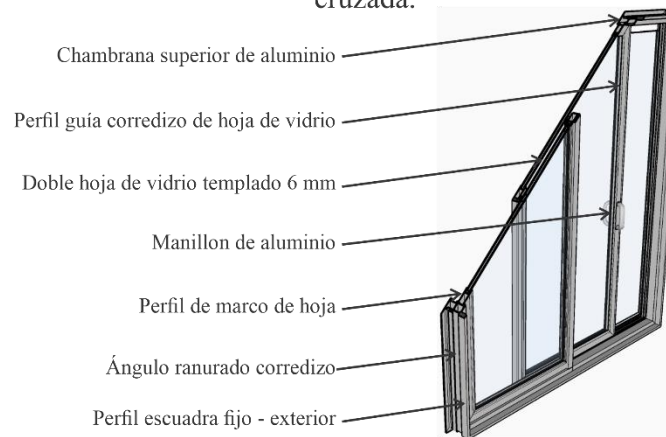 cruzada.
Chambrana superior de aluminio
Perfil guía corredizo de hoja de vidrio
Doble hoja de vidrio templado 6 mm
Manillon de aluminio
Perfil de marco de hoja
Ángulo ranurado corredizo
Perfil escuadra fijo - exterior